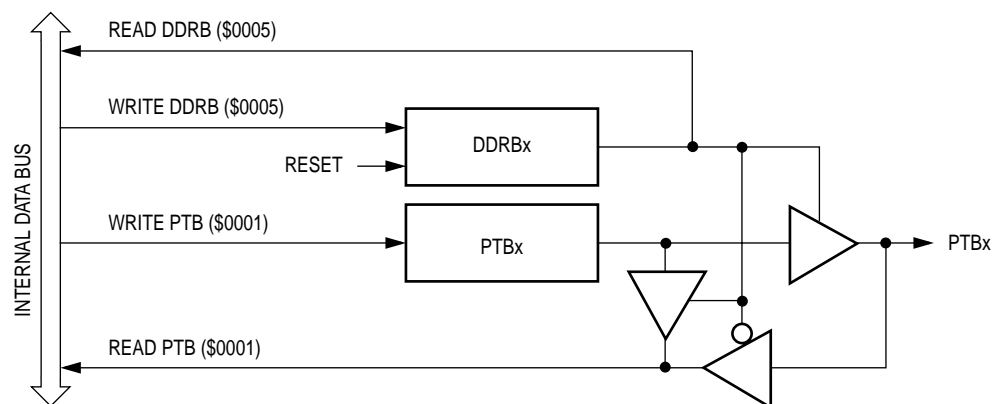 READ DDRB ($0005)
WRITE DDRB ($0005)
DDRBx
RESET
WRITE PTB ($0001)
PTBx
PTBx
READ PTB ($0001)
INTERNAL DATA BUS